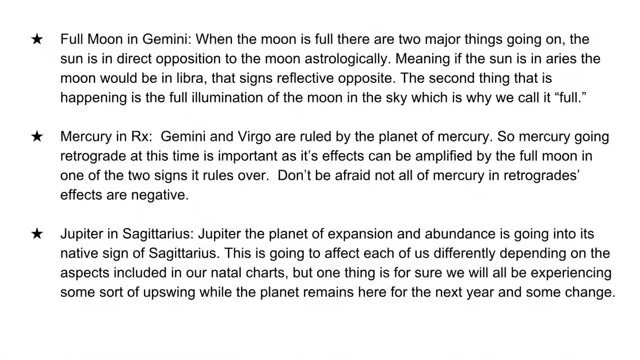 ★ Full Moon in Gemini: When the moon is full there are two major things going on, the
sun is in direct opposition to the moon astrologically. Meaning if the sun is in aries the
moon would be in libra, that signs reflective opposite. The second thing that is
happening is the full illumination of the moon in the sky which is why we call it “full.”
★ Mercury in Rx: Gemini and Virgo are ruled by the planet of mercury. So mercury going
retrograde at this time is important as it’s effects can be amplified by the full moon in
one of the two signs it rules over. Don’t be afraid not all of mercury in retrogrades’
effects are negative.
★ Jupiter in Sagittarius: Jupiter the planet of expansion and abundance is going into its
native sign of Sagittarius. This is going to affect each of us differently depending on the
aspects included in our natal charts, but one thing is for sure we will all be experiencing
some sort of upswing while the planet remains here for the next year and some change.